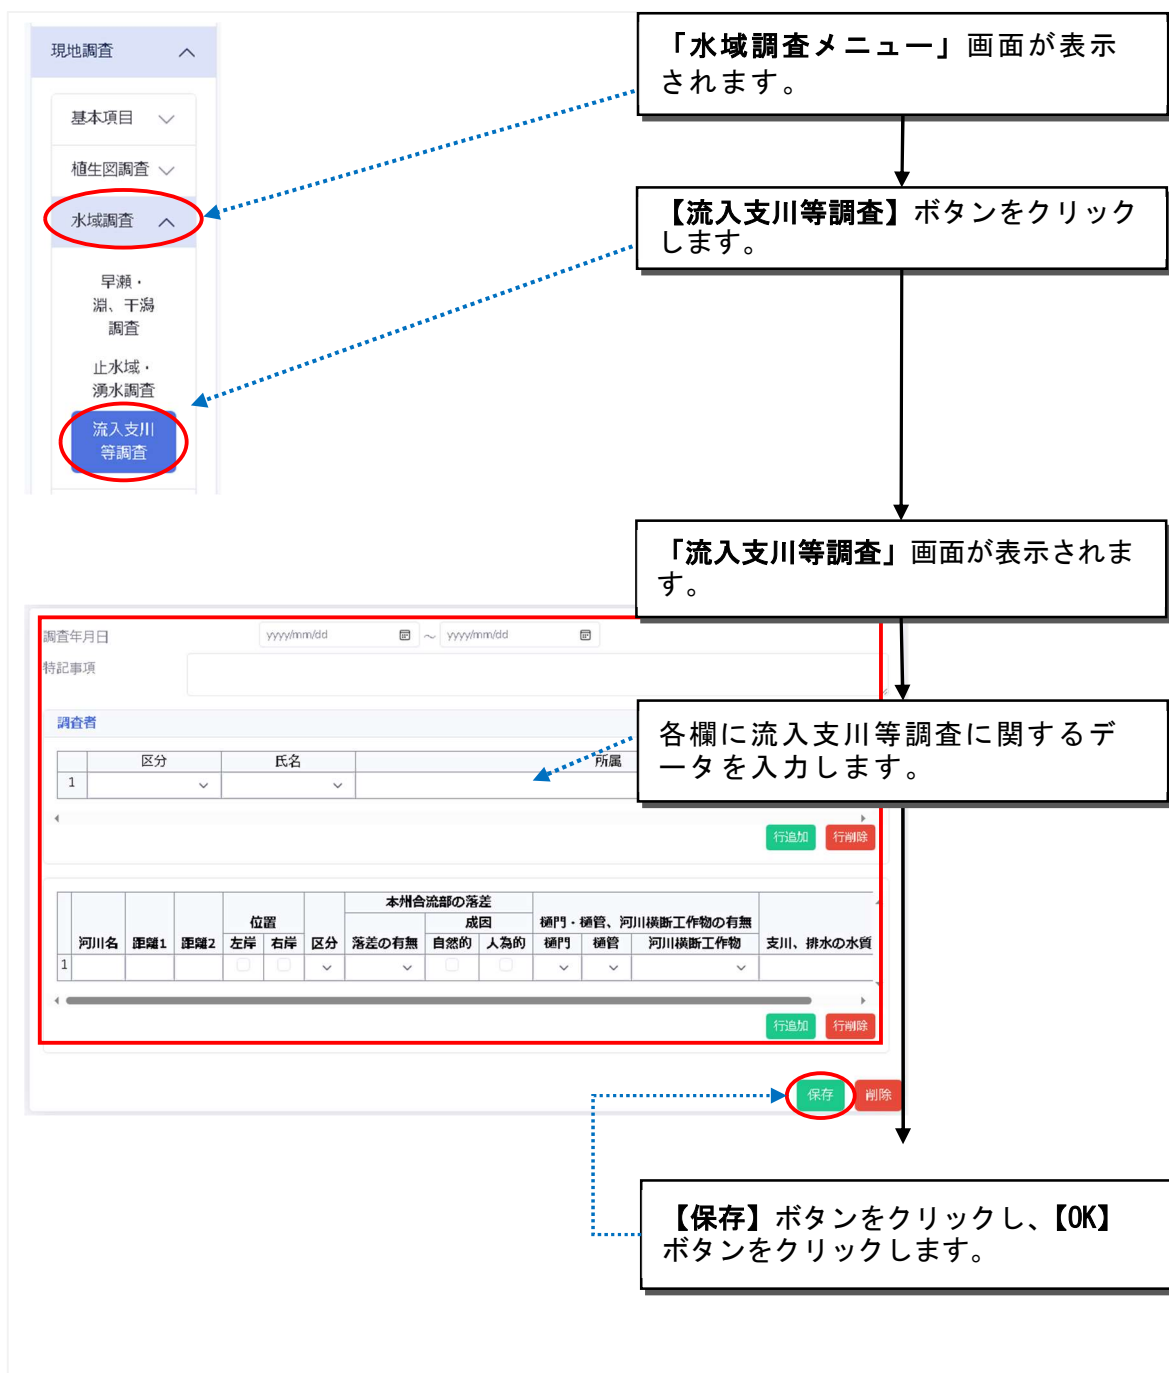 現地調査
基本項目
植生図調査
水域調査
早瀬・
淵、干潟
調査
止水域・
湧水調査
流入支川
等調査
「水域調査メニュー」画面が表示
されます。
【流入支川等調査】ボタンをクリック
します。
「流入支川等調査」画面が表示されま
す。
調査年月日 yyyy/mm/dd ～ yyyy/mm/dd
特記事項
各欄に流入支川等調査に関するデ
ータを入力します。
調査者
区分 氏名 所属
1
行追加 行削除
本州合流部の落差
位置 成因 樋門・樋管、河川横断工作物の有無
河川名 距離1 距離2 左岸 右岸 区分 落差の有無 自然的 人為的 樋門 樋管 河川横断工作物 支川、排水の水質
1
行追加 行削除
保存 削除
【保存】ボタンをクリックし、【OK】
ボタンをクリックします。